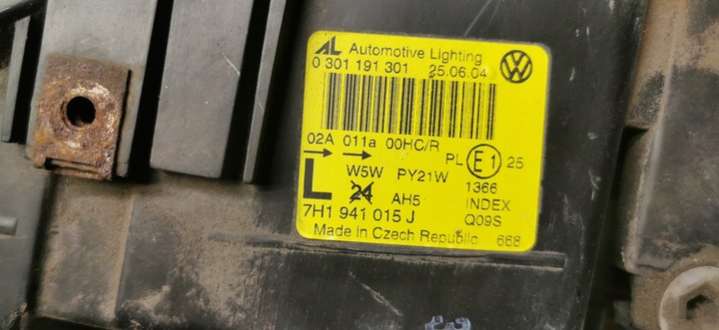 AL Automotive Lighting
0 301 191 301 25.06.04
02A 011a 00HC/R PL E1 25
W5W PY21W 1366
L 24 AH5 INDEX
7H1 941 015 J Q09S
Made in Czech Republic 668